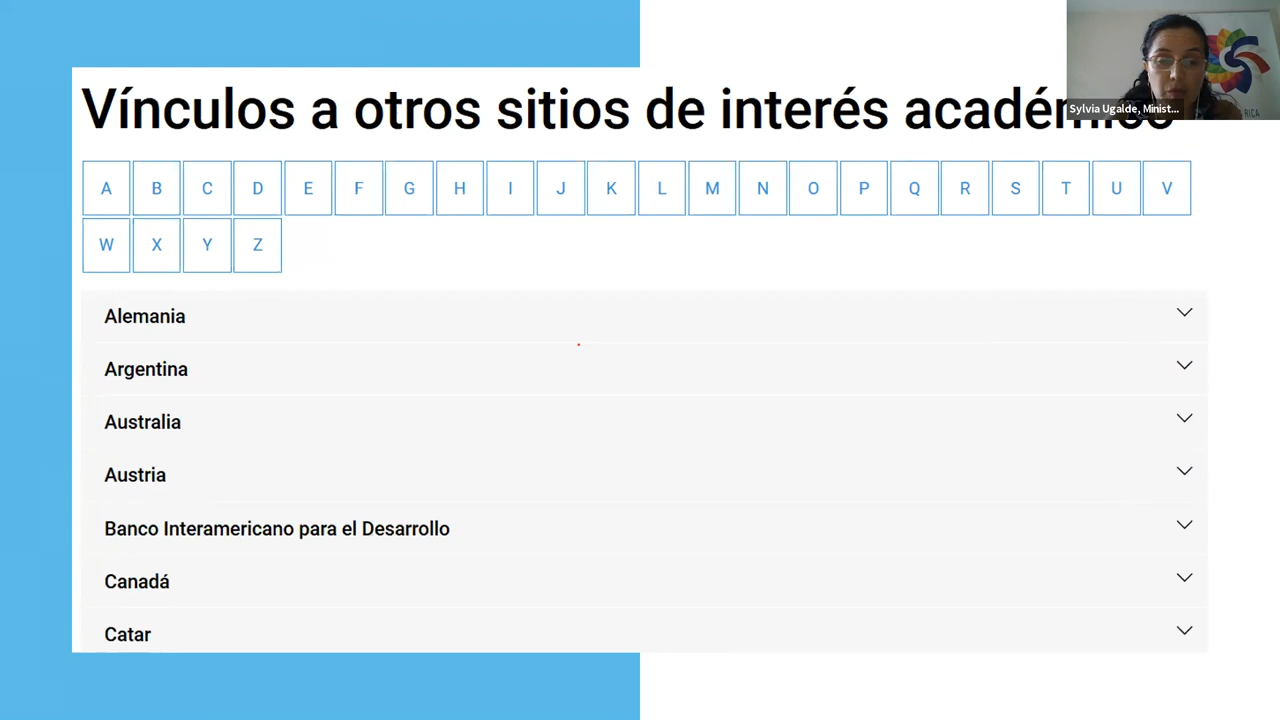 Vínculos a otros sitios de interés académico
Sylvia Ugalde, Minist...
RICA
A B C D E F G H I J K L M N O P Q R S T U V
W X Y Z
Alemania
Argentina
Australia
Austria
Banco Interamericano para el Desarrollo
Canadá
Catar